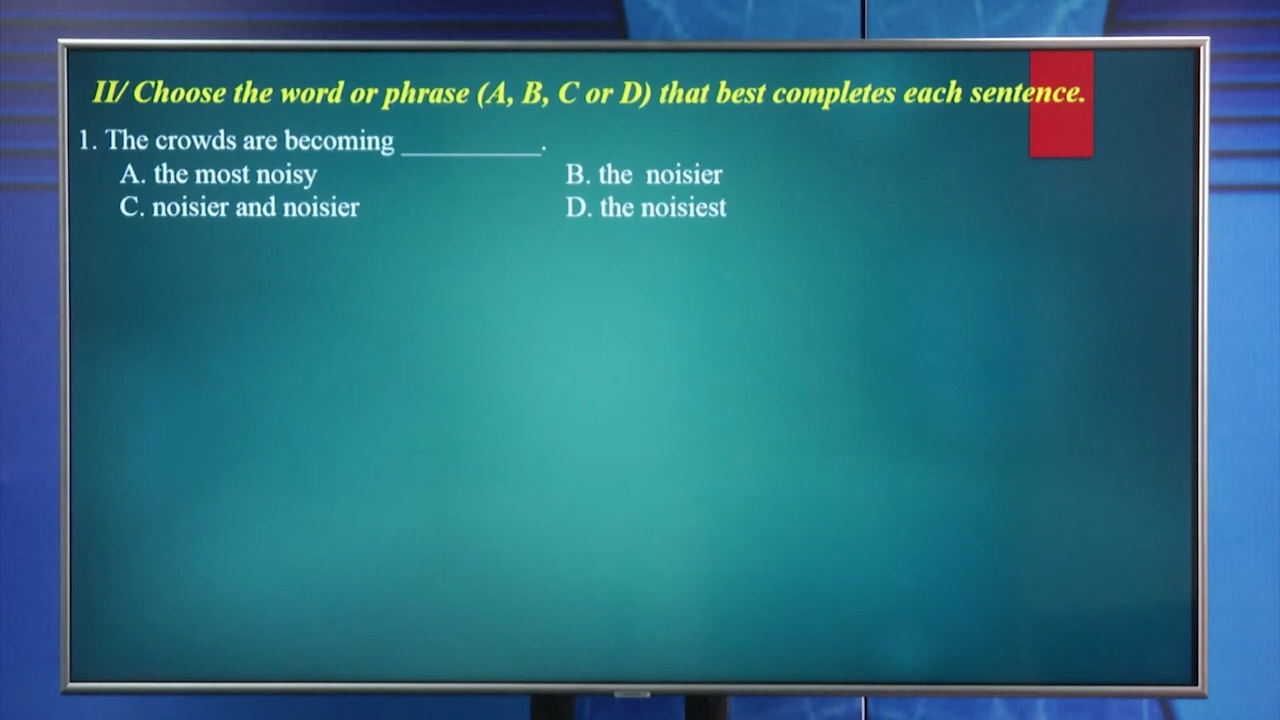 II/ Choose the word or phrase (A, B, C or D) that best completes each sentence.
1. The crowds are becoming __________.
A. the most noisy B. the noisier
C. noisier and noisier D. the noisiest